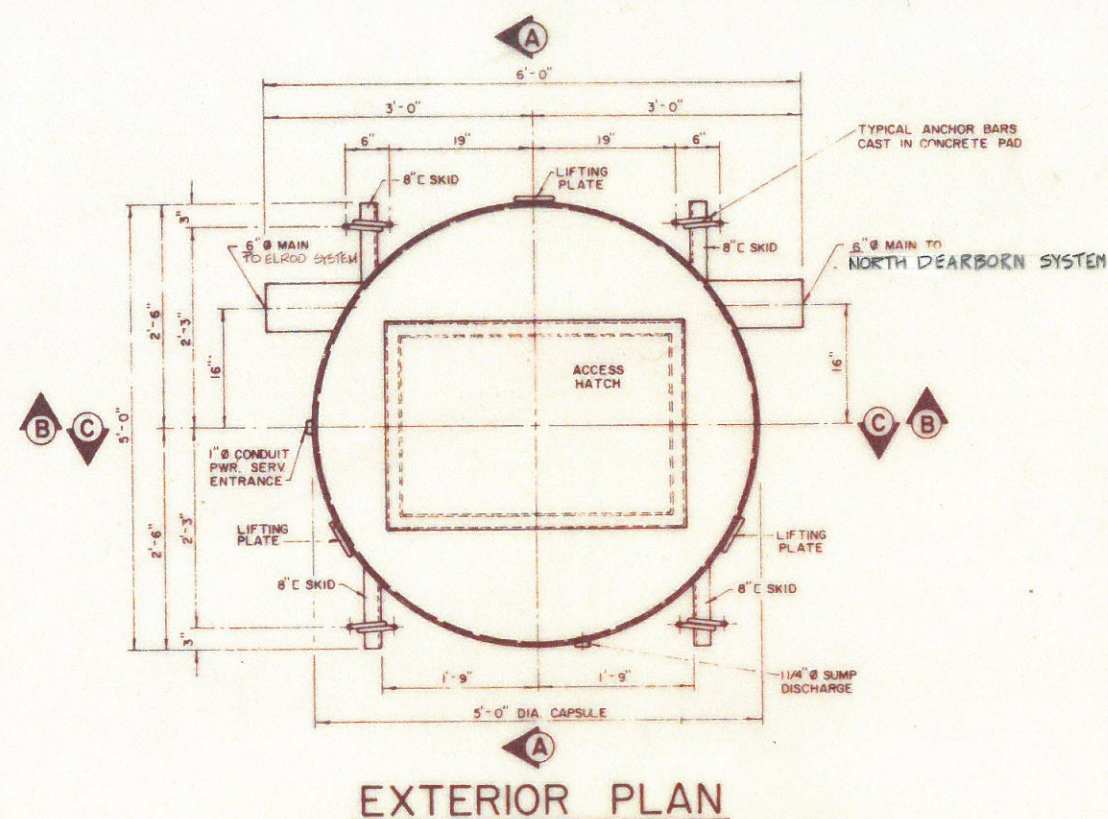 A
6'-0"
3'-0"
3'-0"
6"
19"
19"
6"
TYPICAL ANCHOR BARS
CAST IN CONCRETE PAD
LIFTING
PLATE
8"[ SKID
3"
6"Ø MAIN
TO ELROD SYSTEM
8"[ SKID
6"Ø MAIN TO
NORTH DEARBORN SYSTEM
2'-6"
2'-3"
16"
16"
ACCESS
HATCH
B
C
5'-0"
C
B
1"Ø CONDUIT
PWR. SERV
ENTRANCE
2'-6"
2'-3"
LIFTING
PLATE
LIFTING
PLATE
8"[ SKID
8"[ SKID
3"
1'-9"
1'-9"
1 1/4"Ø SUMP
DISCHARGE
5'-0" DIA. CAPSULE
A
EXTERIOR PLAN